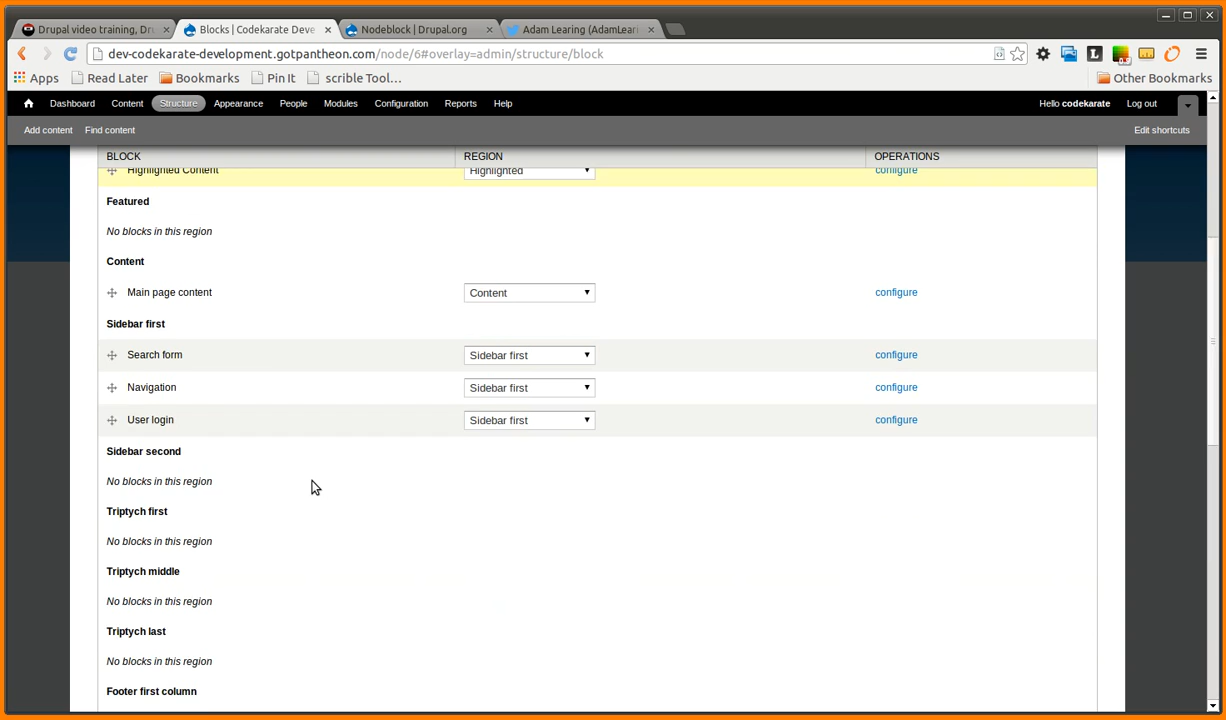 Drupal video training, Dru
Blocks | Codekarate Deve
Nodeblock | Drupal.org
Adam Learing (AdamLeari
dev-codekarate-development.gotpantheon.com/node/6#overlay=admin/structure/block
Apps
Read Later
Bookmarks
Pin It
scrible Tool...
Other Bookmarks
Dashboard
Content
Structure
Appearance
People
Modules
Configuration
Reports
Help
Hello codekarate
Log out
Add content
Find content
Edit shortcuts
BLOCK
REGION
OPERATIONS
Highlighted Content
Highlighted
configure
Featured
No blocks in this region
Content
Main page content
Content
configure
Sidebar first
Search form
Sidebar first
configure
Navigation
Sidebar first
configure
User login
Sidebar first
configure
Sidebar second
No blocks in this region
Triptych first
No blocks in this region
Triptych middle
No blocks in this region
Triptych last
No blocks in this region
Footer first column